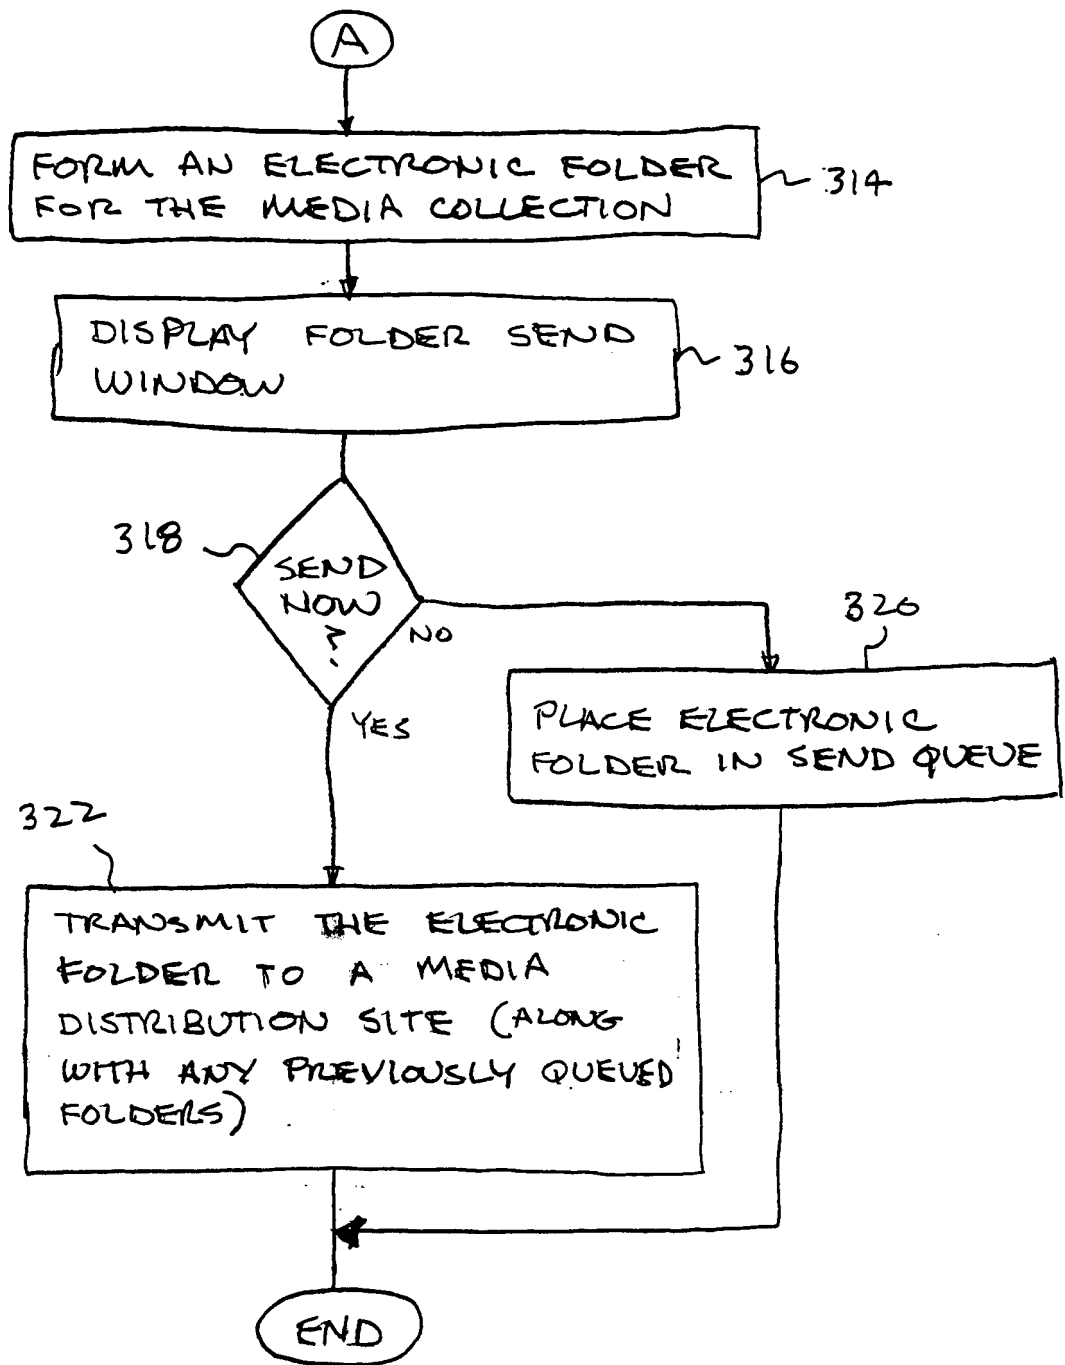 A
FORM AN ELECTRONIC FOLDER
FOR THE MEDIA COLLECTION
314
DISPLAY FOLDER SEND
WINDOW
316
318
SEND
NOW
?
NO
YES
320
PLACE ELECTRONIC
FOLDER IN SEND QUEUE
322
TRANSMIT THE ELECTRONIC
FOLDER TO A MEDIA
DISTRIBUTION SITE (ALONG
WITH ANY PREVIOUSLY QUEUED
FOLDERS)
END